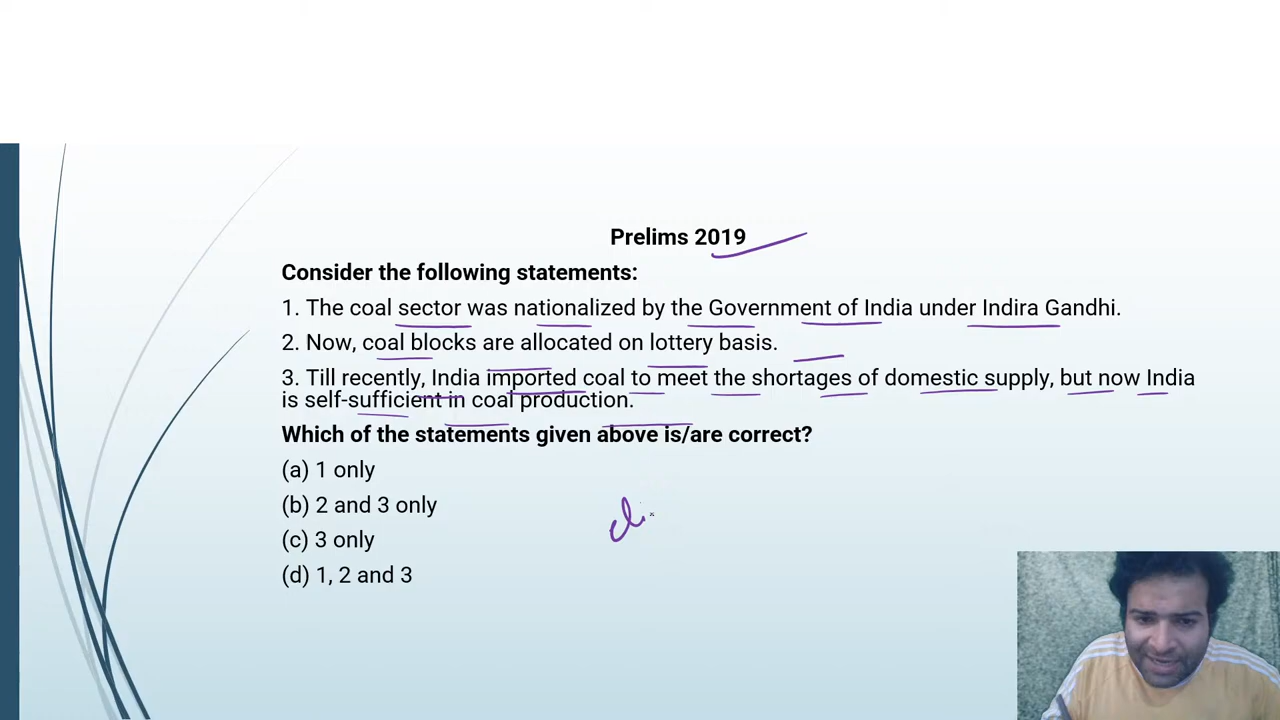 Prelims 2019
Consider the following statements:
1. The coal sector was nationalized by the Government of India under Indira Gandhi.
2. Now, coal blocks are allocated on lottery basis.
3. Till recently, India imported coal to meet the shortages of domestic supply, but now India
is self-sufficient in coal production.
Which of the statements given above is/are correct?
(a) 1 only
(b) 2 and 3 only
(c) 3 only
(d) 1, 2 and 3